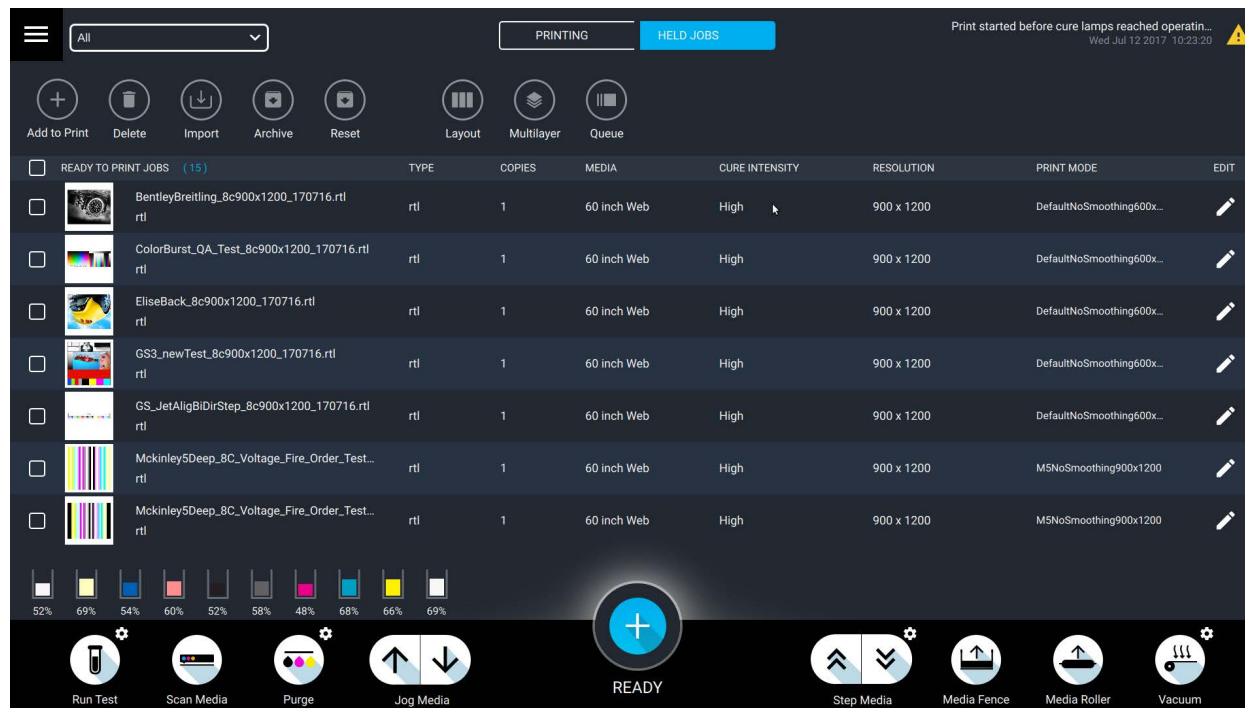 All
PRINTING
HELD JOBS
Print started before cure lamps reached operatin...
Wed Jul 12 2017 10:23:20
Add to Print
Delete
Import
Archive
Reset
Layout
Multilayer
Queue
READY TO PRINT JOBS (15) TYPE COPIES MEDIA CURE INTENSITY RESOLUTION PRINT MODE EDIT
BentleyBreitling_8c900x1200_170716.rtl
rtl
rtl 1 60 inch Web High 900 x 1200 DefaultNoSmoothing600x...
ColorBurst_QA_Test_8c900x1200_170716.rtl
rtl
rtl 1 60 inch Web High 900 x 1200 DefaultNoSmoothing600x...
EliseBack_8c900x1200_170716.rtl
rtl
rtl 1 60 inch Web High 900 x 1200 DefaultNoSmoothing600x...
GS3_newTest_8c900x1200_170716.rtl
rtl
rtl 1 60 inch Web High 900 x 1200 DefaultNoSmoothing600x...
GS_JetAligBiDirStep_8c900x1200_170716.rtl
rtl
rtl 1 60 inch Web High 900 x 1200 DefaultNoSmoothing600x...
Mckinley5Deep_8C_Voltage_Fire_Order_Test...
rtl
rtl 1 60 inch Web High 900 x 1200 M5NoSmoothing900x1200
Mckinley5Deep_8C_Voltage_Fire_Order_Test...
rtl
rtl 1 60 inch Web High 900 x 1200 M5NoSmoothing900x1200
52% 69% 54% 60% 52% 58% 48% 68% 66% 69%
Run Test
Scan Media
Purge
Jog Media
READY
Step Media
Media Fence
Media Roller
Vacuum